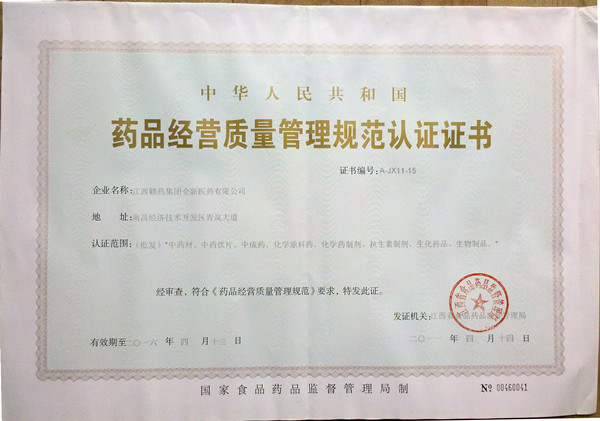 中华人民共和国
药品经营质量管理规范认证证书
证书编号：A-JX11-15
企业名称：江西赣药集团全新医药有限公司
地　址：南昌经济技术开发区青岚大道
认证范围：（批发）"中药材、中药饮片、中成药、化学原料药、化学药制剂、抗生素制剂、生化药品、生物制品。"
经审查，符合《药品经营质量管理规范》要求，特发此证。
发证机关：江西省食品药品监督管理局
有效期至二〇一六 年 四 月 十三 日
二〇一一 年 四 月 十四 日
国家食品药品监督管理局制
№ 00460041